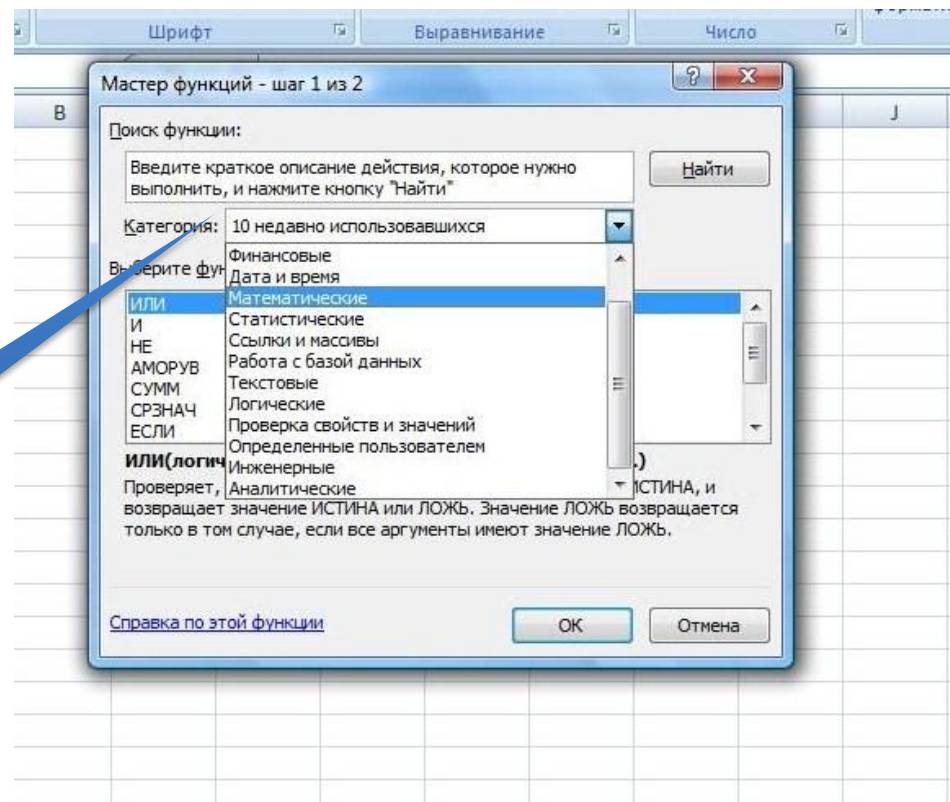 Шрифт Выравнивание Число
Мастер функций - шаг 1 из 2
B J
Поиск функции:
Введите краткое описание действия, которое нужно
выполнить, и нажмите кнопку "Найти"
Найти
Категория: 10 недавно использовавшихся
Финансовые
Дата и время
Математические
Статистические
Ссылки и массивы
Работа с базой данных
Текстовые
Логические
Проверка свойств и значений
Определенные пользователем
Инженерные
Аналитические
Выберите
ИЛИ
И
НЕ
АМОРУВ
СУММ
СРЗНАЧ
ЕСЛИ
Проверяет, ИСТИНА, и
возвращает значение ИСТИНА или ЛОЖЬ. Значение ЛОЖЬ возвращается
только в том случае, если все аргументы имеют значение ЛОЖЬ.
Справка по этой функции
ОК Отмена